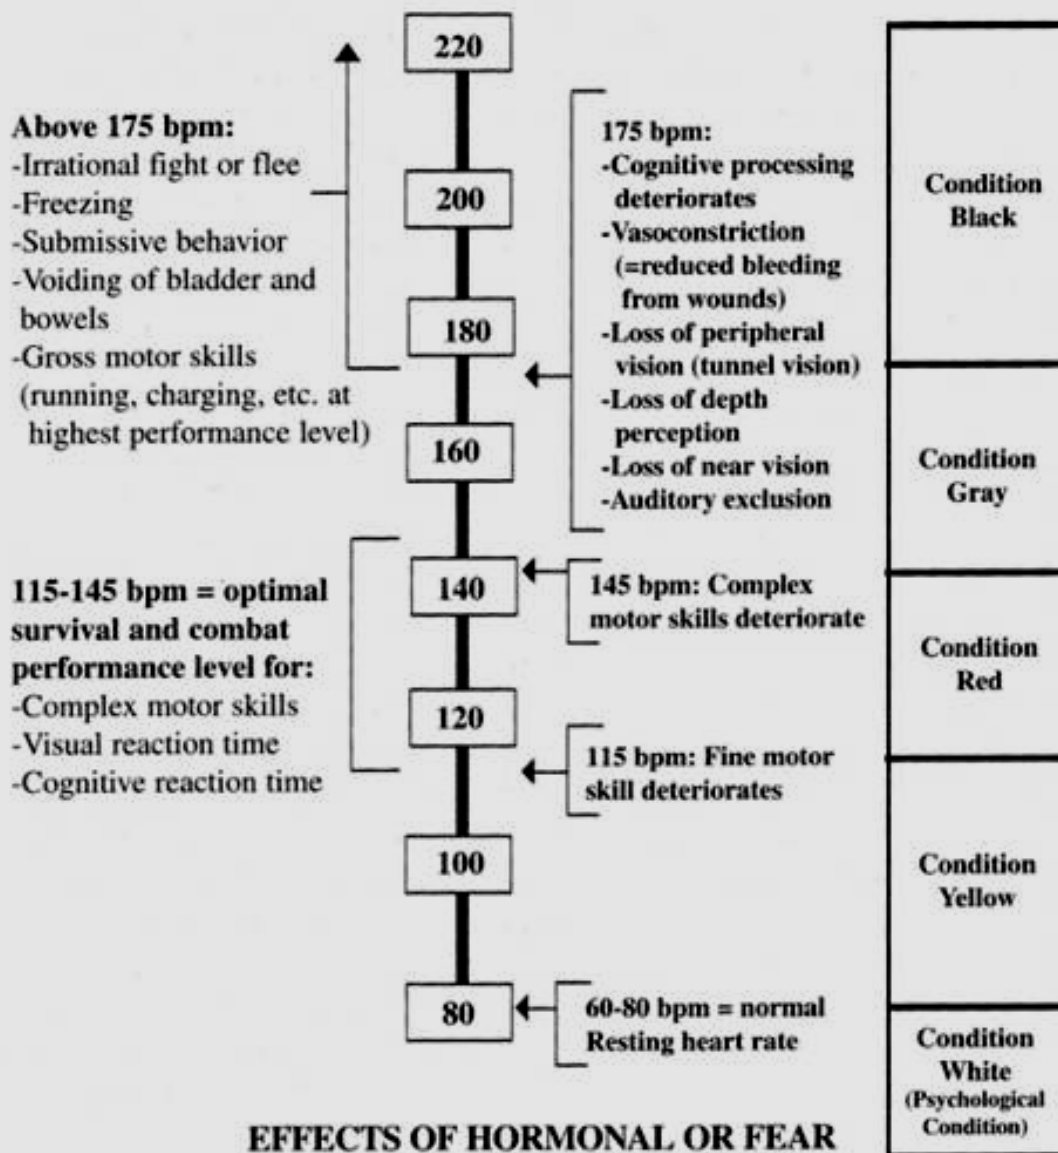 220
200
180
160
140
120
100
80
Above 175 bpm:
-Irrational fight or flee
-Freezing
-Submissive behavior
-Voiding of bladder and
bowels
-Gross motor skills
(running, charging, etc. at
highest performance level)
115-145 bpm = optimal
survival and combat
performance level for:
-Complex motor skills
-Visual reaction time
-Cognitive reaction time
175 bpm:
-Cognitive processing
deteriorates
-Vasoconstriction
(=reduced bleeding
from wounds)
-Loss of peripheral
vision (tunnel vision)
-Loss of depth
perception
-Loss of near vision
-Auditory exclusion
145 bpm: Complex
motor skills deteriorate
115 bpm: Fine motor
skill deteriorates
60-80 bpm = normal
Resting heart rate
Condition
Black
Condition
Gray
Condition
Red
Condition
Yellow
Condition
White
(Psychological
Condition)
EFFECTS OF HORMONAL OR FEAR